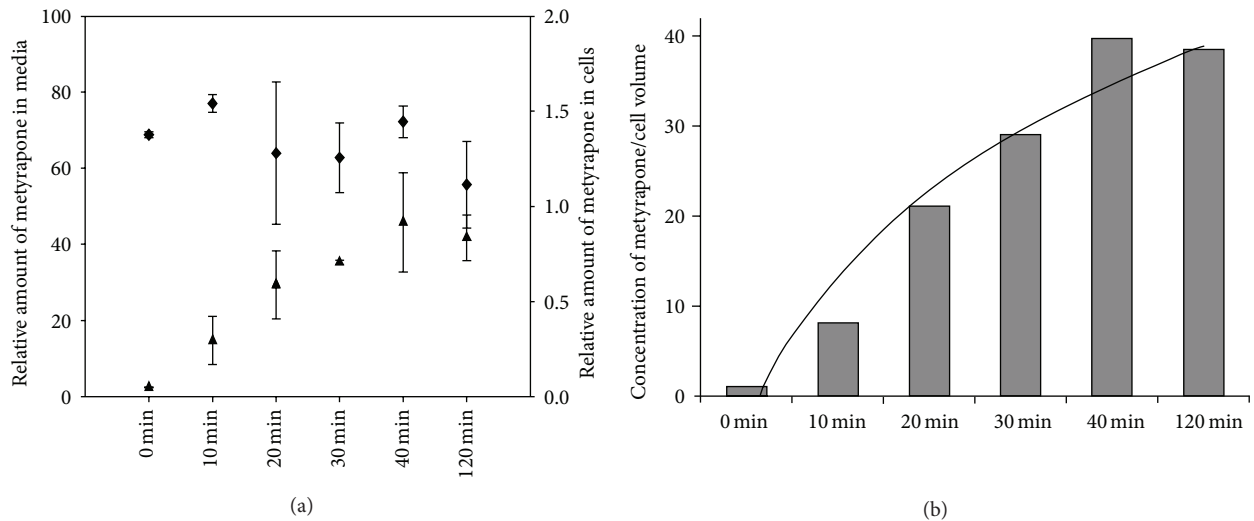 Relative amount of metyrapone in media
100
80
60
40
20
0
2.0
1.5
1.0
0.5
0.0
Relative amount of metyrapone in cells
0 min
10 min
20 min
30 min
40 min
120 min
(a)
Concentration of metyrapone/cell volume
40
30
20
10
0
0 min
10 min
20 min
30 min
40 min
120 min
(b)